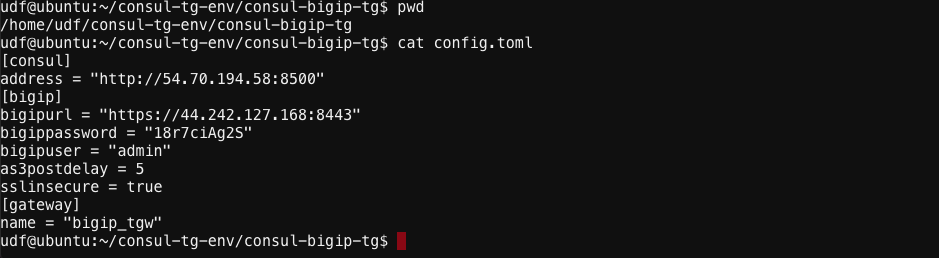 udf@ubuntu:~/consul-tg-env/consul-bigip-tg$ pwd
/home/udf/consul-tg-env/consul-bigip-tg
udf@ubuntu:~/consul-tg-env/consul-bigip-tg$ cat config.toml
[consul]
address = "http://54.70.194.58:8500"
[bigip]
bigipurl = "https://44.242.127.168:8443"
bigippassword = "18r7ciAg2S"
bigipuser = "admin"
as3postdelay = 5
sslinsecure = true
[gateway]
name = "bigip_tgw"
udf@ubuntu:~/consul-tg-env/consul-bigip-tg$